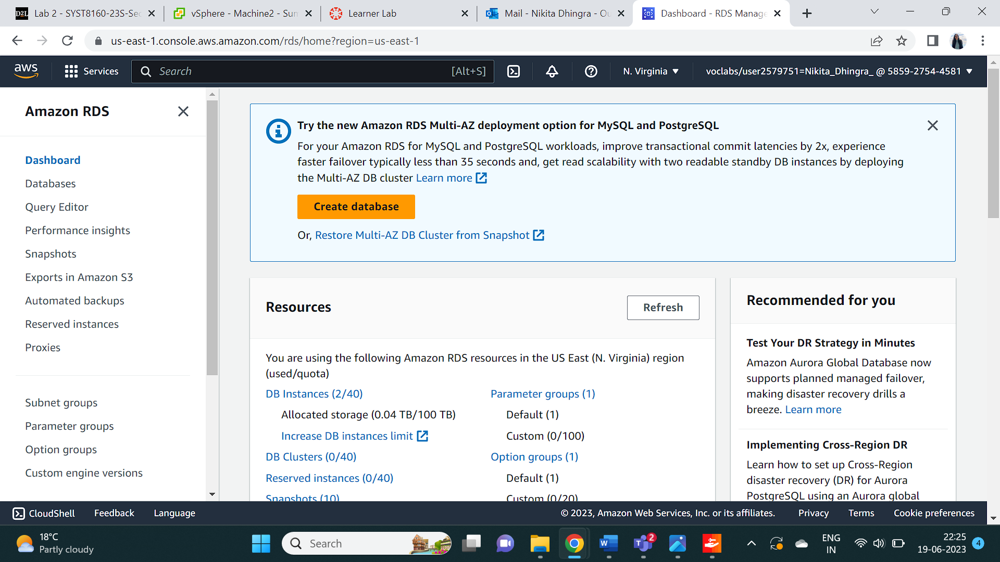 Lab 2 - SYST8160-23S-Sec
vSphere - Machine2 - Sum
Learner Lab
Mail - Nikita Dhingra - Ou
Dashboard - RDS Manage
us-east-1.console.aws.amazon.com/rds/home?region=us-east-1
aws
Services
Search
[Alt+S]
N. Virginia
voclabs/user2579751=Nikita_Dhingra_ @ 5859-2754-4581
Amazon RDS
Dashboard
Databases
Query Editor
Performance insights
Snapshots
Exports in Amazon S3
Automated backups
Reserved instances
Proxies
Subnet groups
Parameter groups
Option groups
Custom engine versions
Try the new Amazon RDS Multi-AZ deployment option for MySQL and PostgreSQL
For your Amazon RDS for MySQL and PostgreSQL workloads, improve transactional commit latencies by 2x, experience
faster failover typically less than 35 seconds and, get read scalability with two readable standby DB instances by deploying
the Multi-AZ DB cluster Learn more
Create database
Or, Restore Multi-AZ DB Cluster from Snapshot
Resources
Refresh
You are using the following Amazon RDS resources in the US East (N. Virginia) region
(used/quota)
DB Instances (2/40)
Allocated storage (0.04 TB/100 TB)
Increase DB instances limit
DB Clusters (0/40)
Reserved instances (0/40)
Snapshots (10)
Parameter groups (1)
Default (1)
Custom (0/100)
Option groups (1)
Default (1)
Custom (0/20)
Recommended for you
Test Your DR Strategy in Minutes
Amazon Aurora Global Database now
supports planned managed failover,
making disaster recovery drills a
breeze. Learn more
Implementing Cross-Region DR
Learn how to set up Cross-Region
disaster recovery (DR) for Aurora
PostgreSQL using an Aurora global
CloudShell
Feedback
Language
© 2023, Amazon Web Services, Inc. or its affiliates.
Privacy
Terms
Cookie preferences
18°C
Partly cloudy
Search
2
ENG
IN
22:25
19-06-2023
4